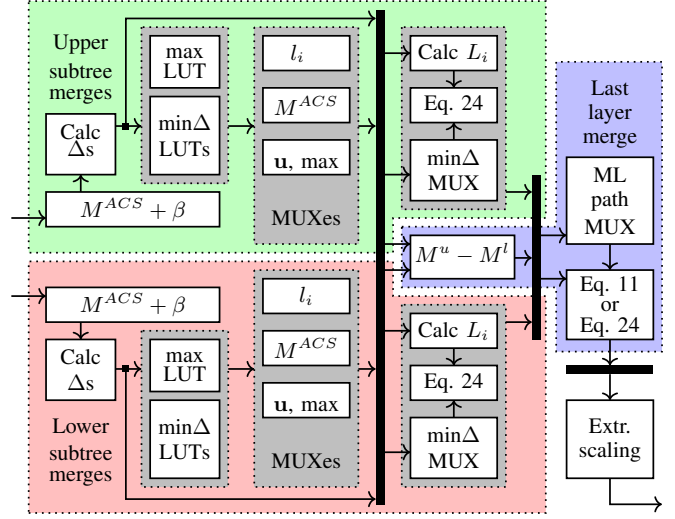 Upper
subtree
merges
Calc
Δs
M^{ACS} + β
max
LUT
minΔ
LUTs
l_i
M^{ACS}
u, max
MUXes
Calc L_i
Eq. 24
minΔ
MUX
Last
layer
merge
ML
path
MUX
M^u − M^l
Eq. 11
or
Eq. 24
Extr.
scaling
M^{ACS} + β
Calc
Δs
Lower
subtree
merges
max
LUT
minΔ
LUTs
l_i
M^{ACS}
u, max
MUXes
Calc L_i
Eq. 24
minΔ
MUX